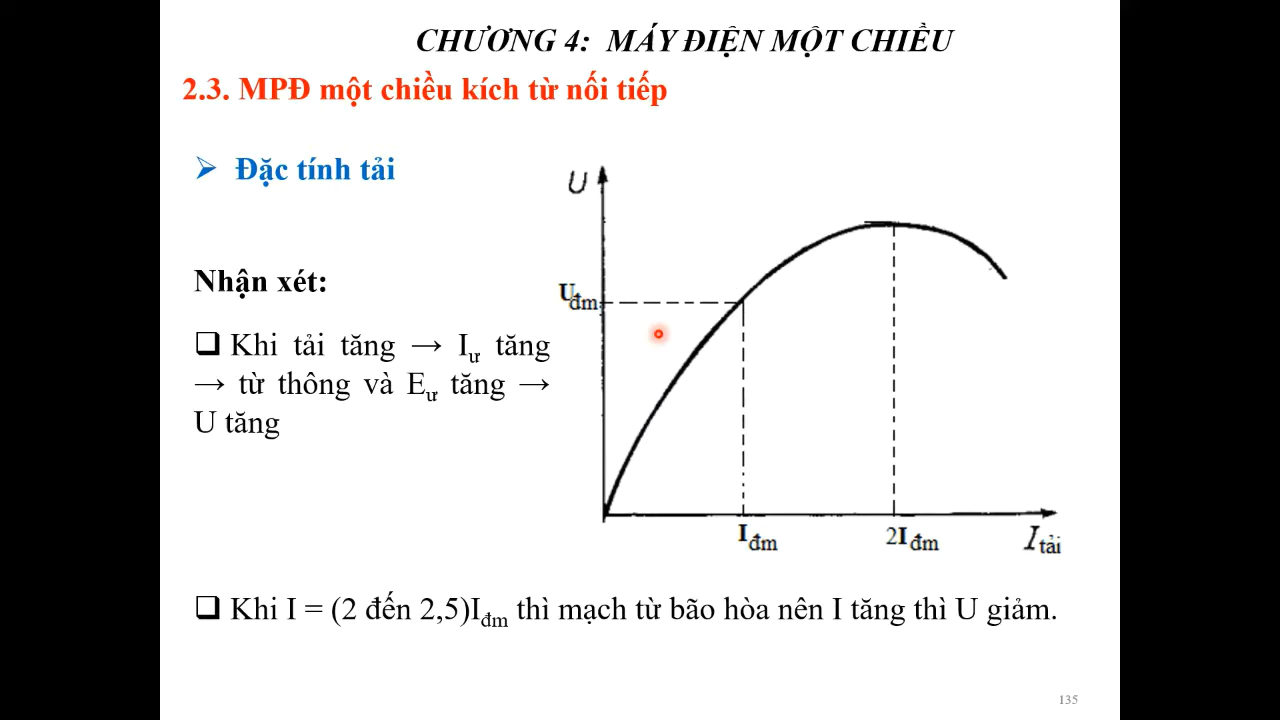 CHƯƠNG 4: MÁY ĐIỆN MỘT CHIỀU
2.3. MPĐ một chiều kích từ nối tiếp
➢ Đặc tính tải
U
Nhận xét:
Uđm
❑ Khi tải tăng → Iư tăng
→ từ thông và Eư tăng →
U tăng
Iđm
2Iđm
Itải
❑ Khi I = (2 đến 2,5)Iđm thì mạch từ bão hòa nên I tăng thì U giảm.
135